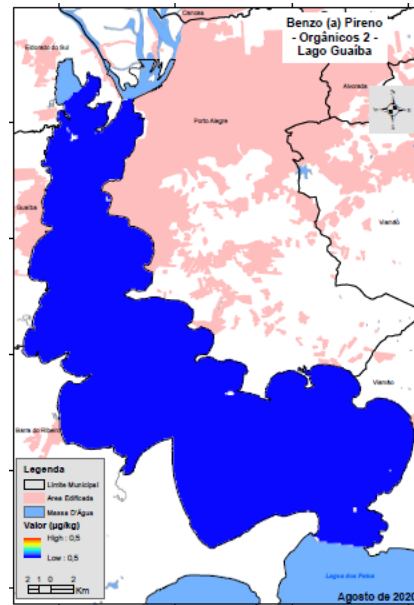 Benzo (a) Pireno
- Orgânicos 2 -
Lago Guaíba
Canoas
Eldorado do Sul
Alvorada
Porto Alegre
Guaíba
Viamão
Viamão
Barra do Ribeiro
Legenda
Limite Municipal
Área Edificada
Massa D'Água
Valor (µg/kg)
High : 0,5
Low : 0,5
2 1 0 2
Km
Lagoa dos Patos
Agosto de 2020